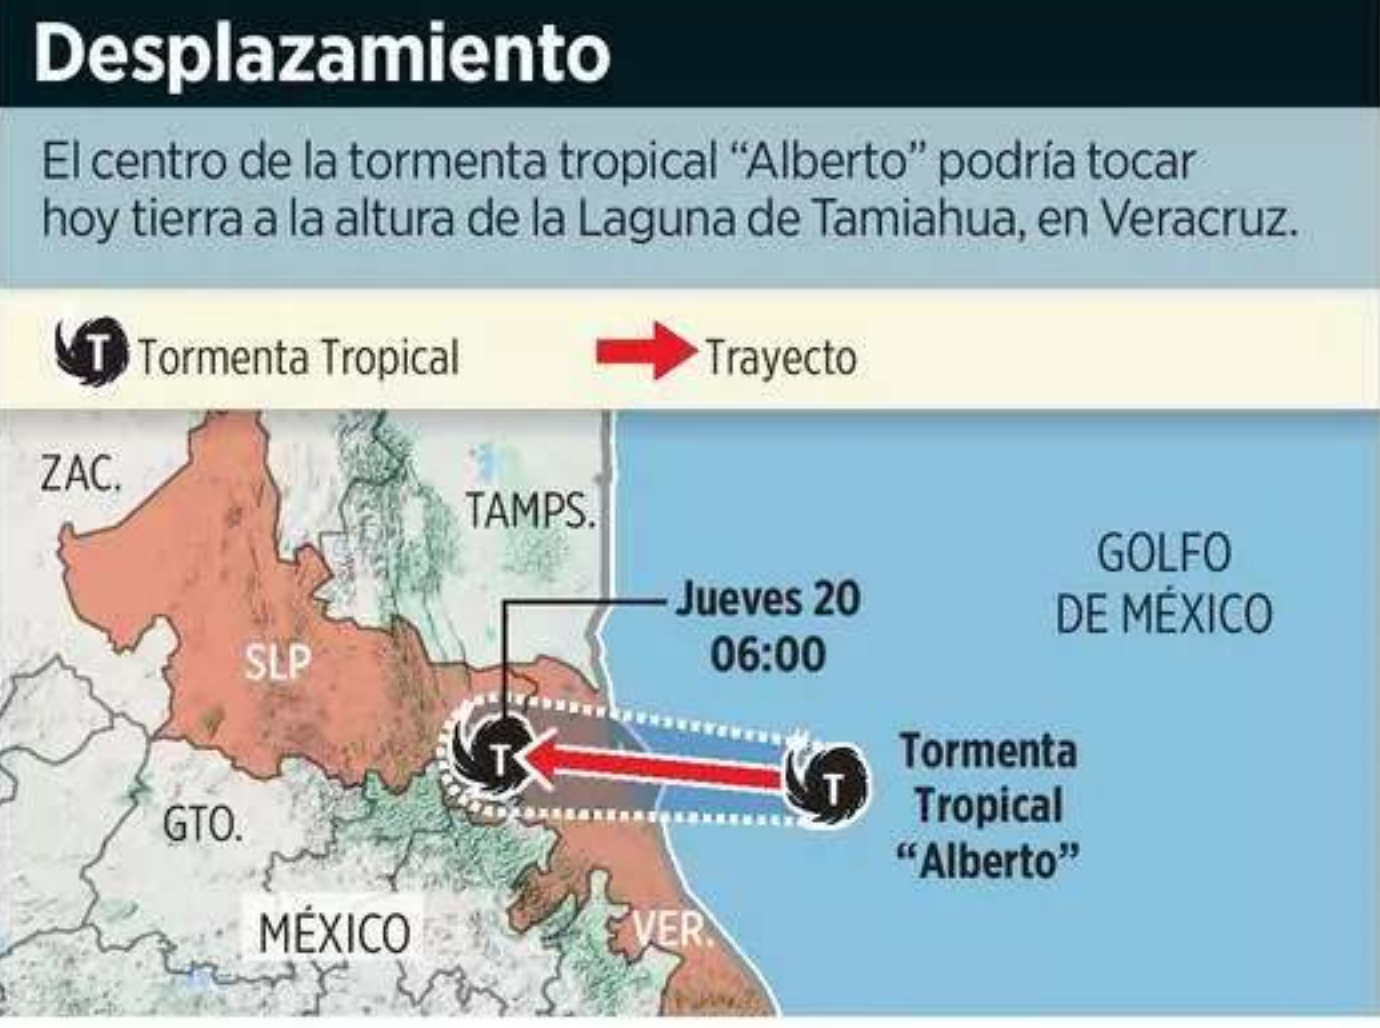 Desplazamiento
El centro de la tormenta tropical “Alberto” podría tocar
hoy tierra a la altura de la Laguna de Tamiahua, en Veracruz.
T Tormenta Tropical
Trayecto
ZAC.
TAMPS.
GOLFO
DE MÉXICO
Jueves 20
06:00
SLP
T
T
Tormenta
Tropical
“Alberto”
GTO.
MÉXICO
VER.